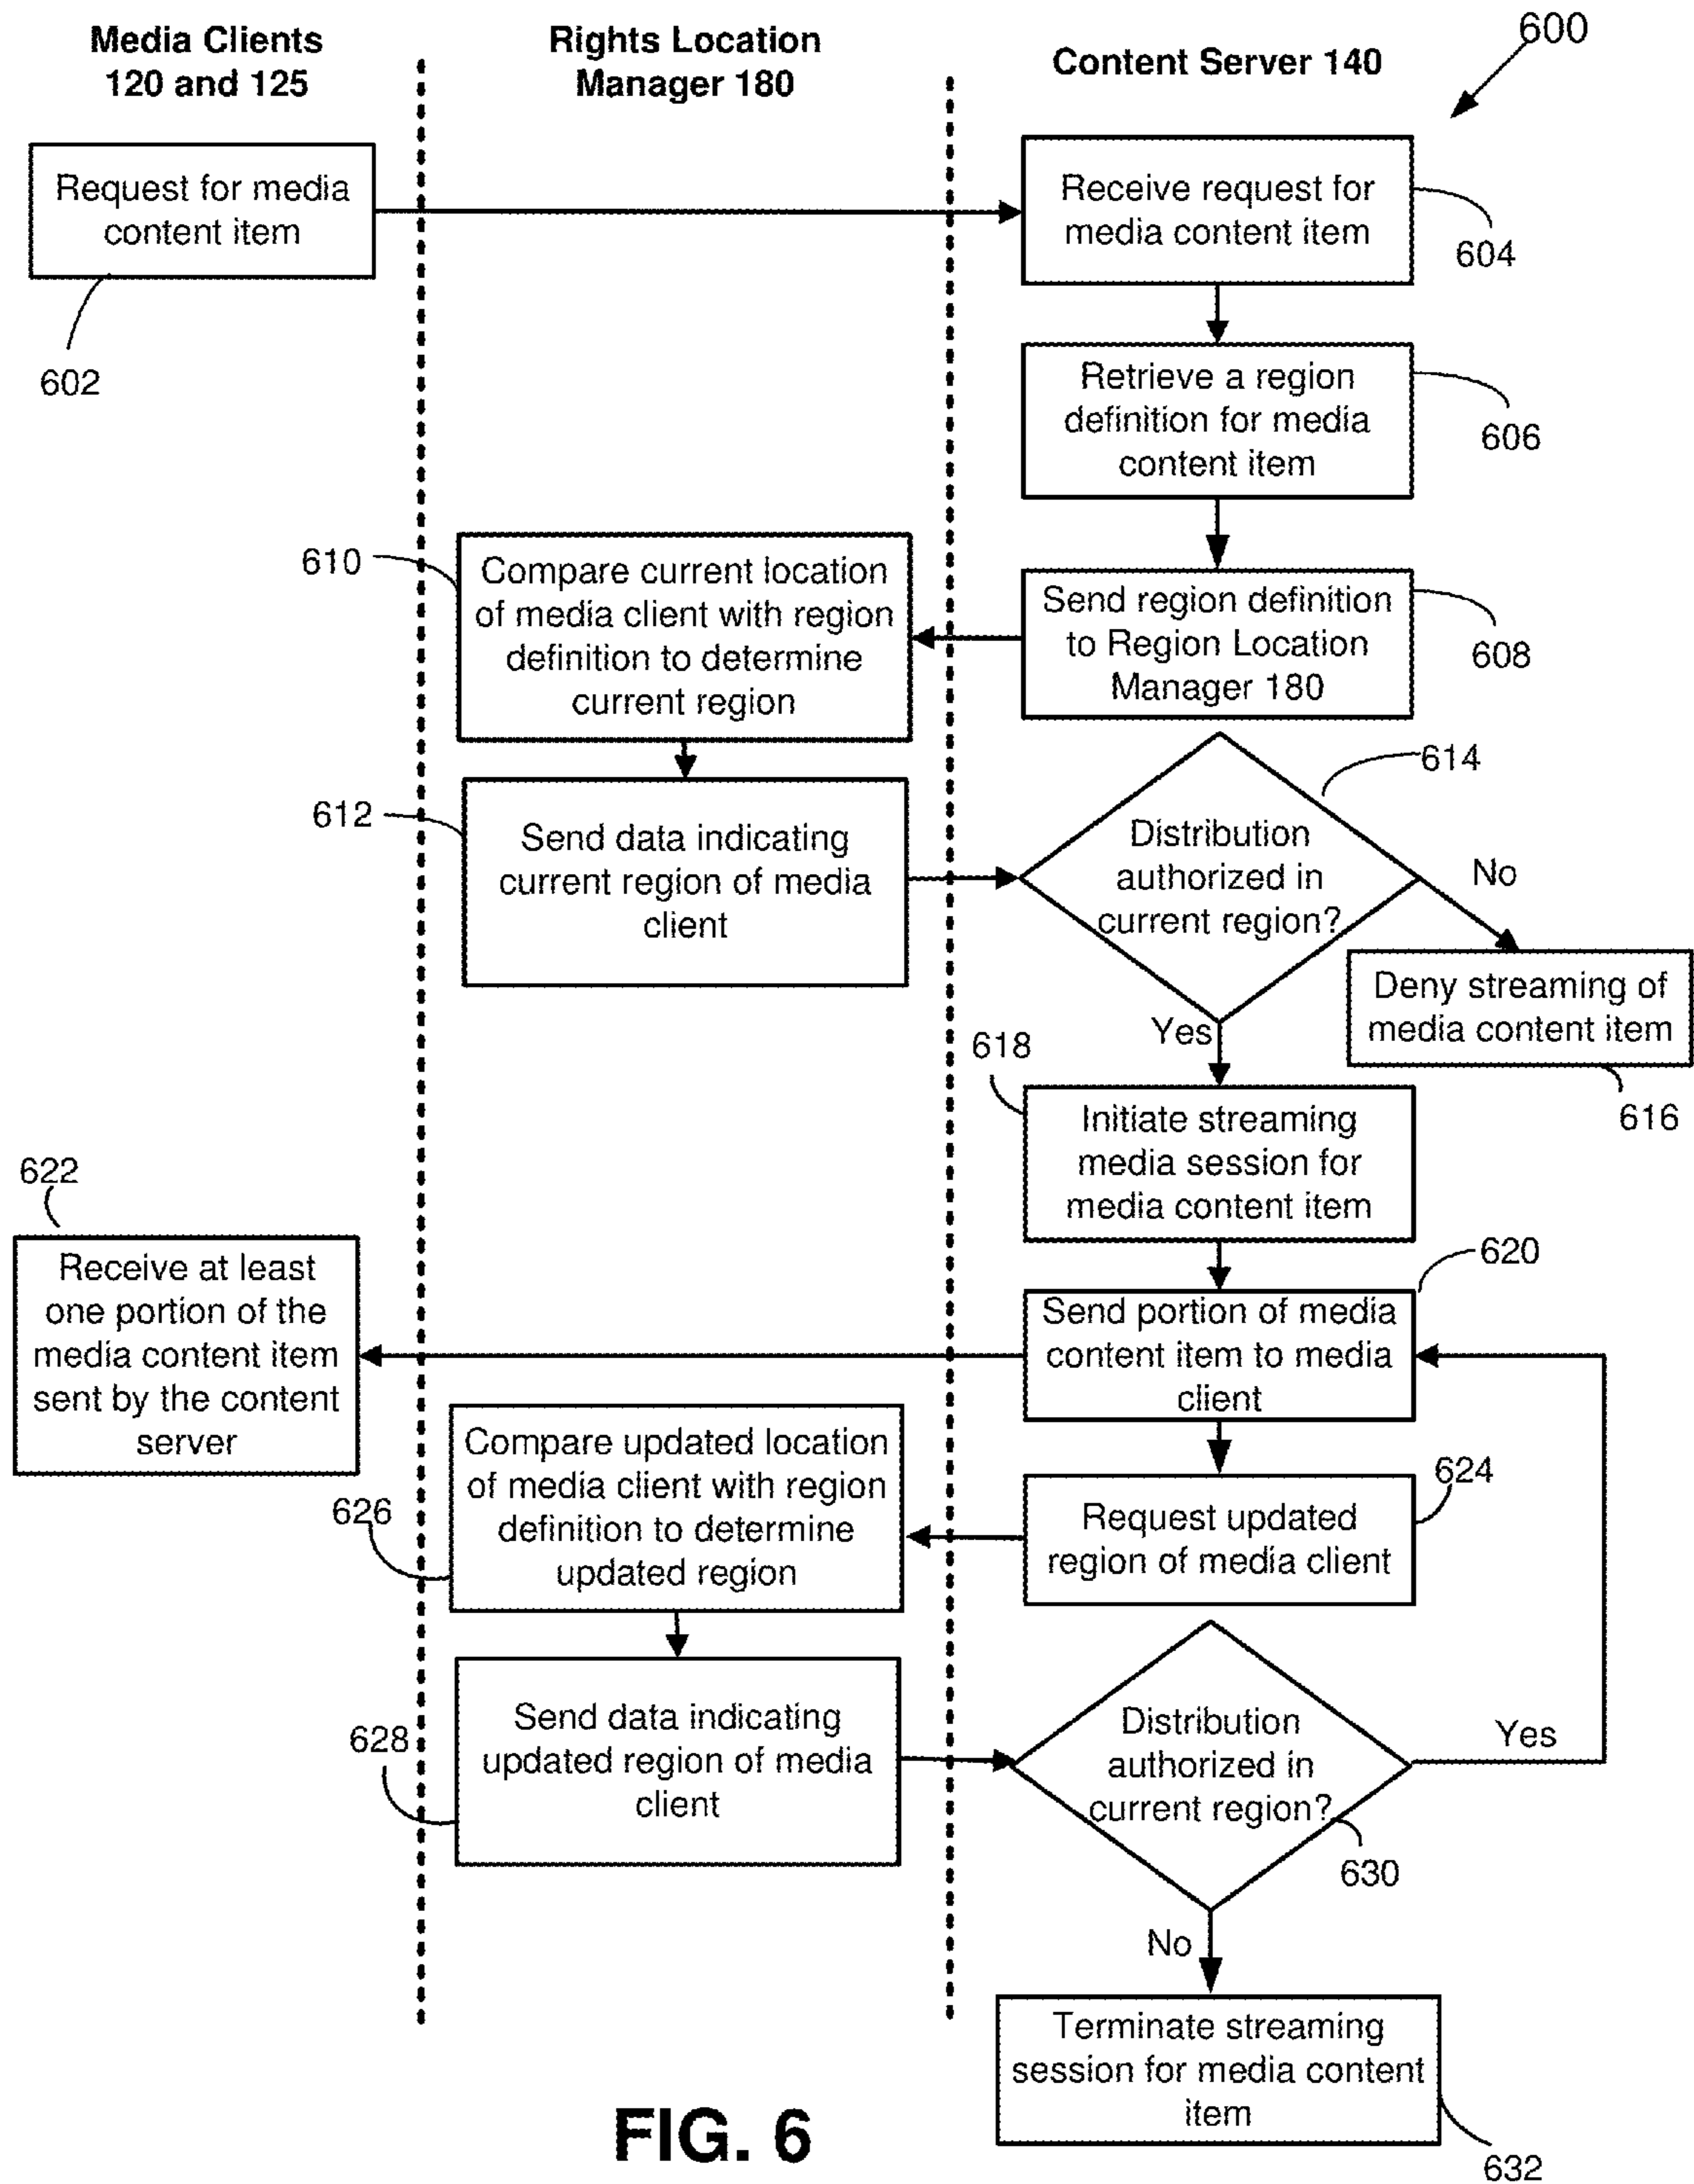 Media Clients
120 and 125
Rights Location
Manager 180
Content Server 140
600
Request for media
content item
602
Receive request for
media content item
604
Retrieve a region
definition for media
content item
606
Send region definition
to Region Location
Manager 180
608
610
Compare current location
of media client with region
definition to determine
current region
612
Send data indicating
current region of media
client
614
Distribution
authorized in
current region?
No
Deny streaming of
media content item
616
Yes
618
Initiate streaming
media session for
media content item
620
Send portion of media
content item to media
client
622
Receive at least
one portion of the
media content item
sent by the content
server
624
Request updated
region of media client
626
Compare updated location
of media client with region
definition to determine
updated region
628
Send data indicating
updated region of media
client
Distribution
authorized in
current region?
630
Yes
No
Terminate streaming
session for media content
item
632
FIG. 6